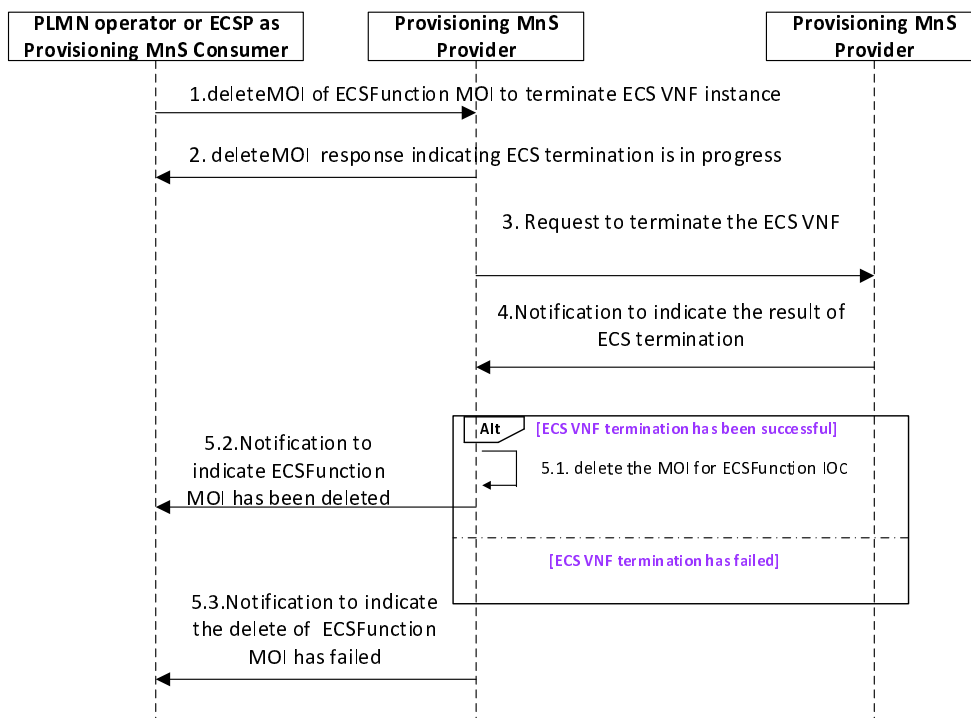 PLMN operator or ECSP as
Provisioning MnS Consumer
Provisioning MnS
Provider
Provisioning MnS
Provider
1.deleteMOI of ECSFunction MOI to terminate ECS VNF instance
2. deleteMOI response indicating ECS termination is in progress
3. Request to terminate the ECS VNF
4.Notification to indicate the result of
ECS termination
Alt
[ECS VNF termination has been successful]
5.1. delete the MOI for ECSFunction IOC
5.2.Notification to
indicate ECSFunction
MOI has been deleted
[ECS VNF termination has failed]
5.3.Notification to indicate
the delete of ECSFunction
MOI has failed